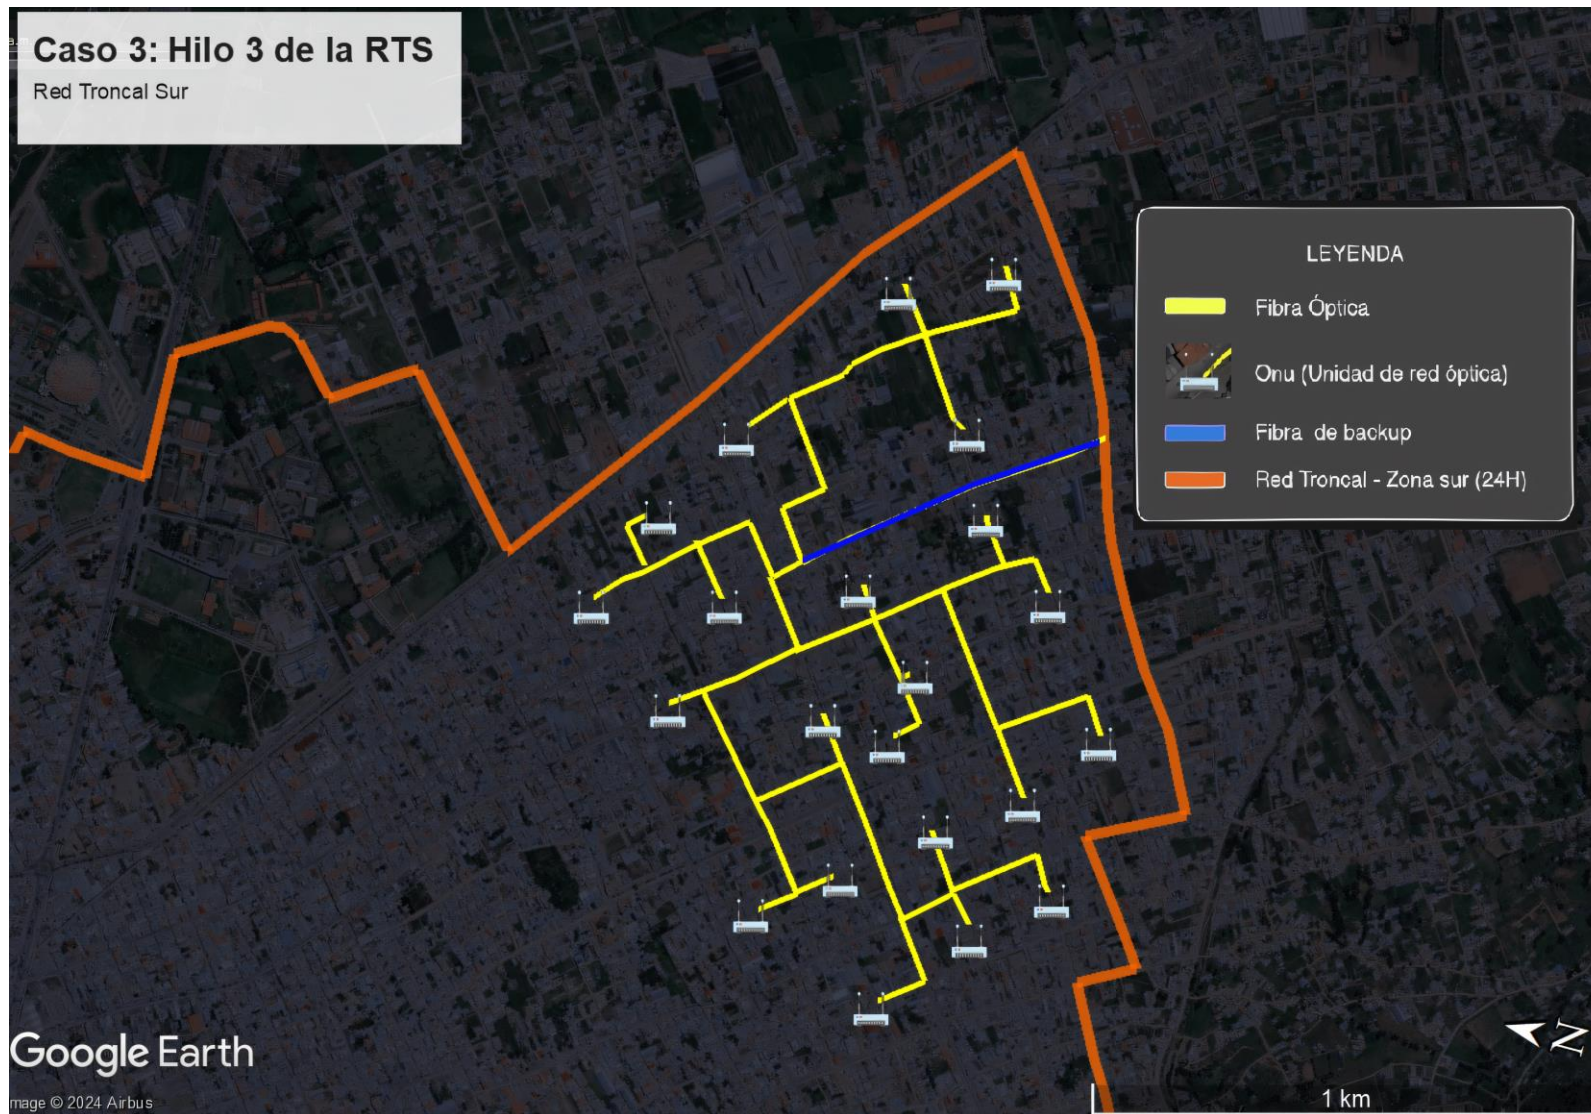 Caso 3: Hilo 3 de la RTS
Red Troncal Sur
LEYENDA
Fibra Óptica
Onu (Unidad de red óptica)
Fibra de backup
Red Troncal - Zona sur (24H)
N
Google Earth
mage © 2024 Airbus
1 km